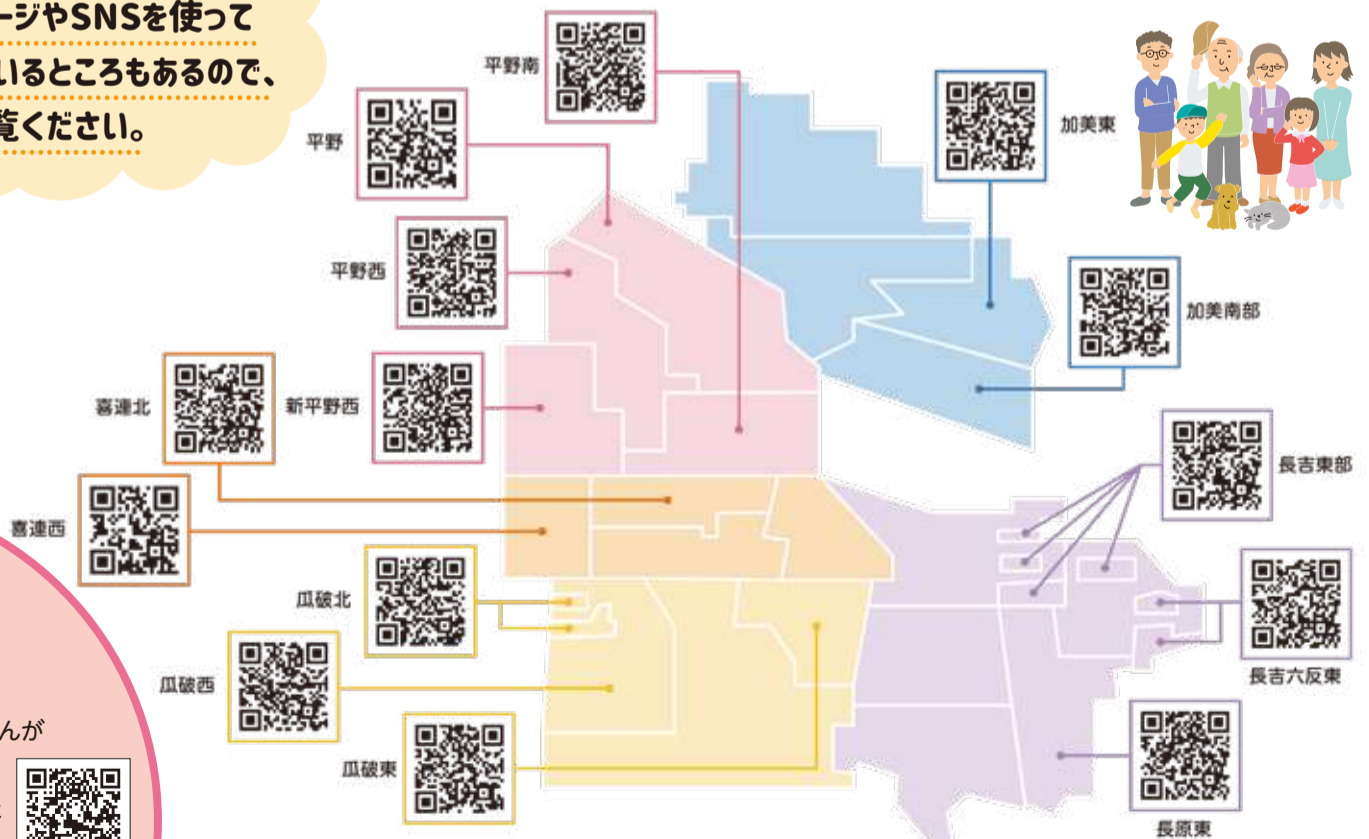 ージやSNSを使って
いるところもあるので、
覧ください。
平野南
加美東
平野
平野西
加美南部
喜連北
新平野西
長吉東部
喜連西
瓜破北
瓜破西
長吉六反東
んが
瓜破東
長原東